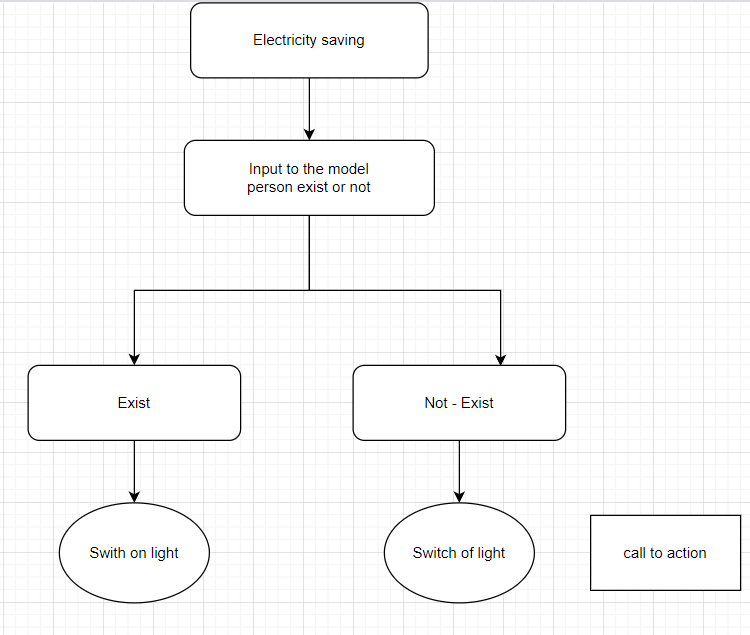 Electricity saving
Input to the model
person exist or not
Exist
Not - Exist
Swith on light
Switch of light
call to action